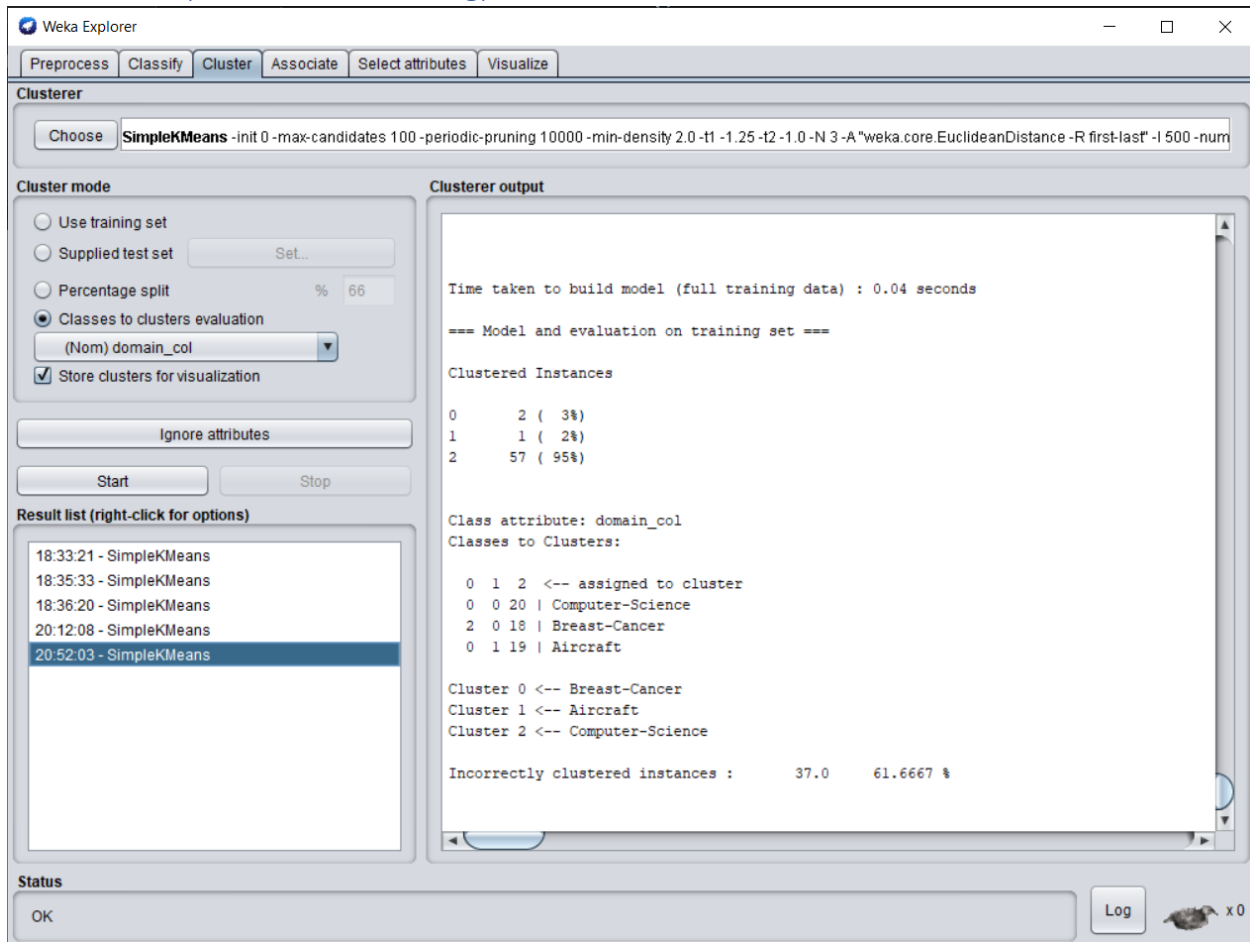 Weka Explorer
Preprocess Classify Cluster Associate Select attributes Visualize
Clusterer
Choose SimpleKMeans -init 0 -max-candidates 100 -periodic-pruning 10000 -min-density 2.0 -t1 -1.25 -t2 -1.0 -N 3 -A "weka.core.EuclideanDistance -R first-last" -I 500 -num
Cluster mode
Use training set
Supplied test set Set...
Percentage split % 66
Classes to clusters evaluation
(Nom) domain_col
Store clusters for visualization
Ignore attributes
Start Stop
Result list (right-click for options)
18:33:21 - SimpleKMeans
18:35:33 - SimpleKMeans
18:36:20 - SimpleKMeans
20:12:08 - SimpleKMeans
20:52:03 - SimpleKMeans
Clusterer output
Time taken to build model (full training data) : 0.04 seconds
=== Model and evaluation on training set ===
Clustered Instances
0 2 ( 3%)
1 1 ( 2%)
2 57 ( 95%)
Class attribute: domain_col
Classes to Clusters:
0 1 2 <-- assigned to cluster
0 0 20 | Computer-Science
2 0 18 | Breast-Cancer
0 1 19 | Aircraft
Cluster 0 <-- Breast-Cancer
Cluster 1 <-- Aircraft
Cluster 2 <-- Computer-Science
Incorrectly clustered instances : 37.0 61.6667 %
Status
OK
Log x 0